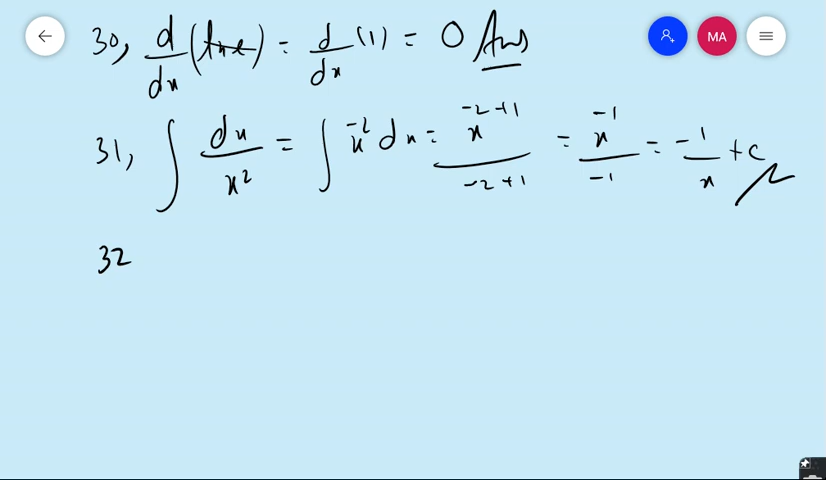 30, d/dx (lne) = d/dx (1) = 0 Ans
31, ∫ dx/x² = ∫ x⁻² dx = x⁻²⁺¹/-2+1 = x⁻¹/-1 = -1/x + c
32
MA